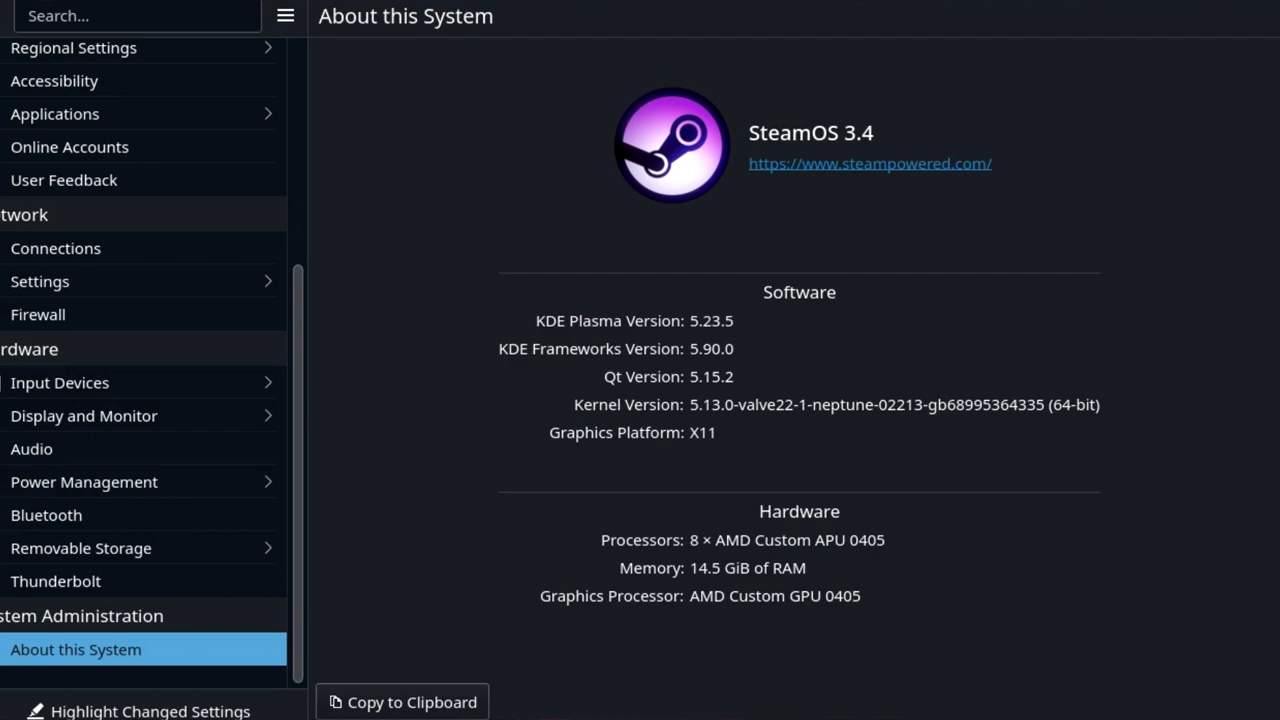 Search...
Regional Settings
Accessibility
Applications
Online Accounts
User Feedback
twork
Connections
Settings
Firewall
rdware
Input Devices
Display and Monitor
Audio
Power Management
Bluetooth
Removable Storage
Thunderbolt
stem Administration
About this System
Highlight Changed Settings
About this System
SteamOS 3.4
https://www.steampowered.com/
Software
KDE Plasma Version: 5.23.5
KDE Frameworks Version: 5.90.0
Qt Version: 5.15.2
Kernel Version: 5.13.0-valve22-1-neptune-02213-gb68995364335 (64-bit)
Graphics Platform: X11
Hardware
Processors: 8 × AMD Custom APU 0405
Memory: 14.5 GiB of RAM
Graphics Processor: AMD Custom GPU 0405
Copy to Clipboard